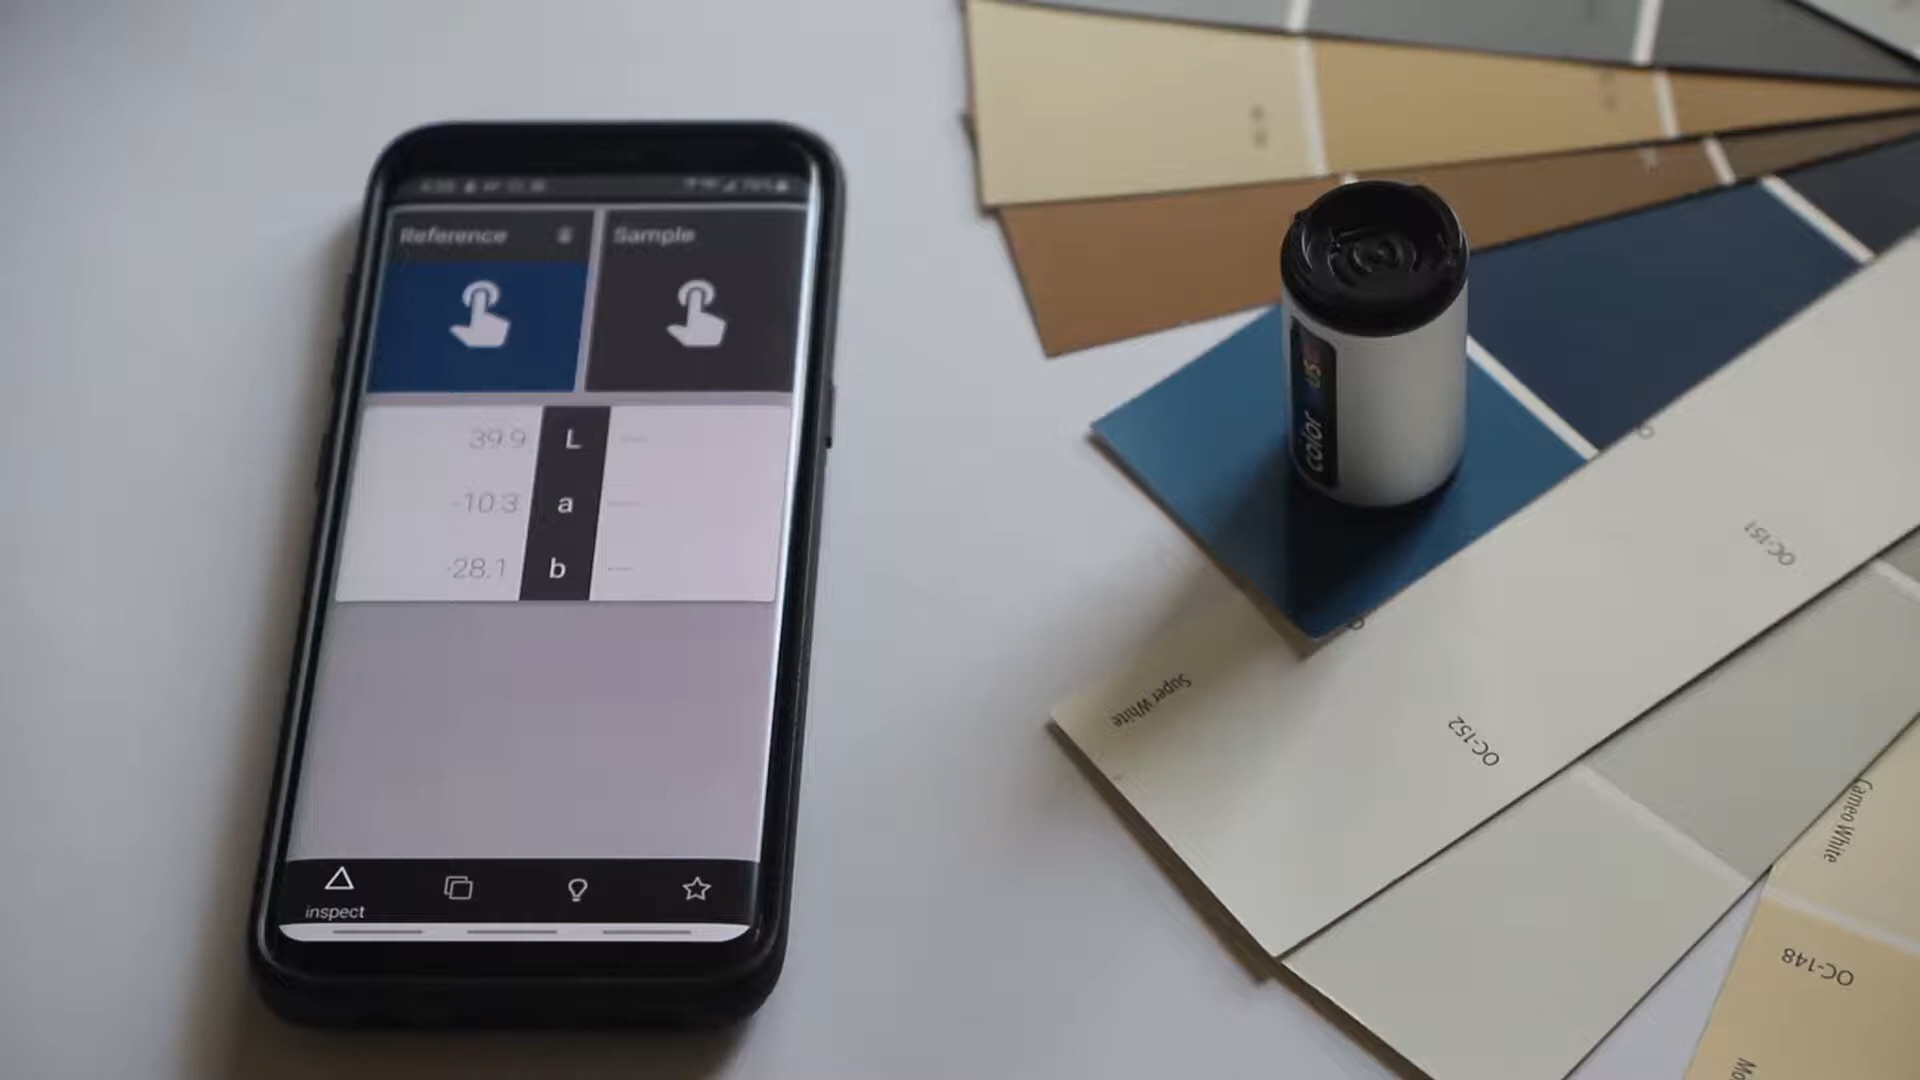 Reference
Sample
39.9 L
-10.3 a
-28.1 b
inspect
color
OC-151
Super White
OC-152
Cameo White
OC-148